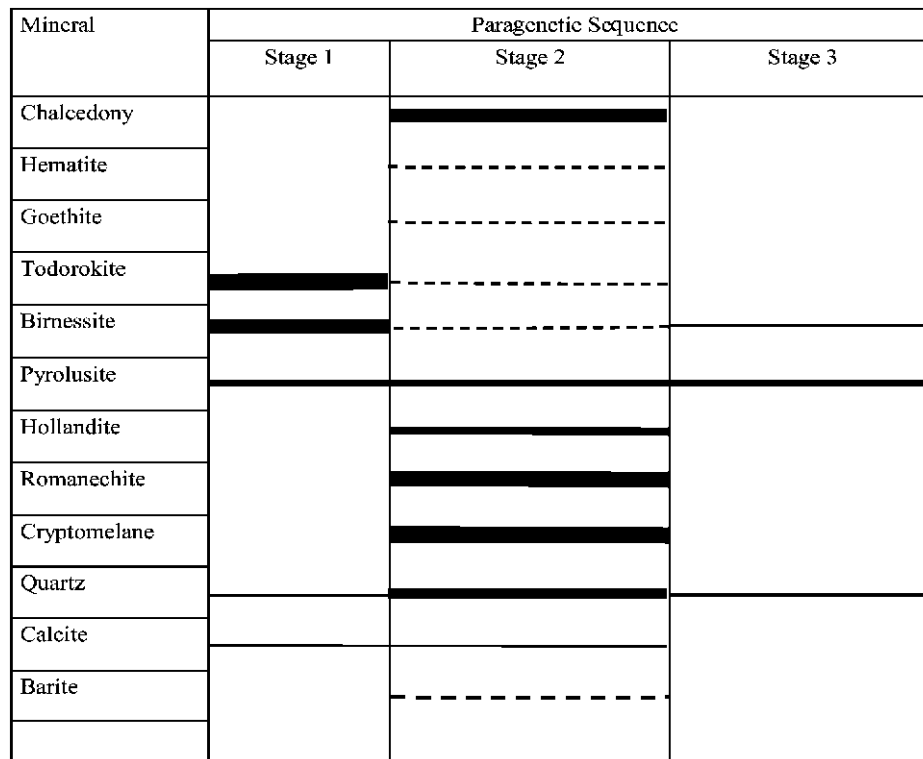 Mineral
Paragenetic Sequence
Stage 1
Stage 2
Stage 3
Chalcedony
Hematite
Goethite
Todorokite
Birnessite
Pyrolusite
Hollandite
Romanechite
Cryptomelane
Quartz
Calcite
Barite